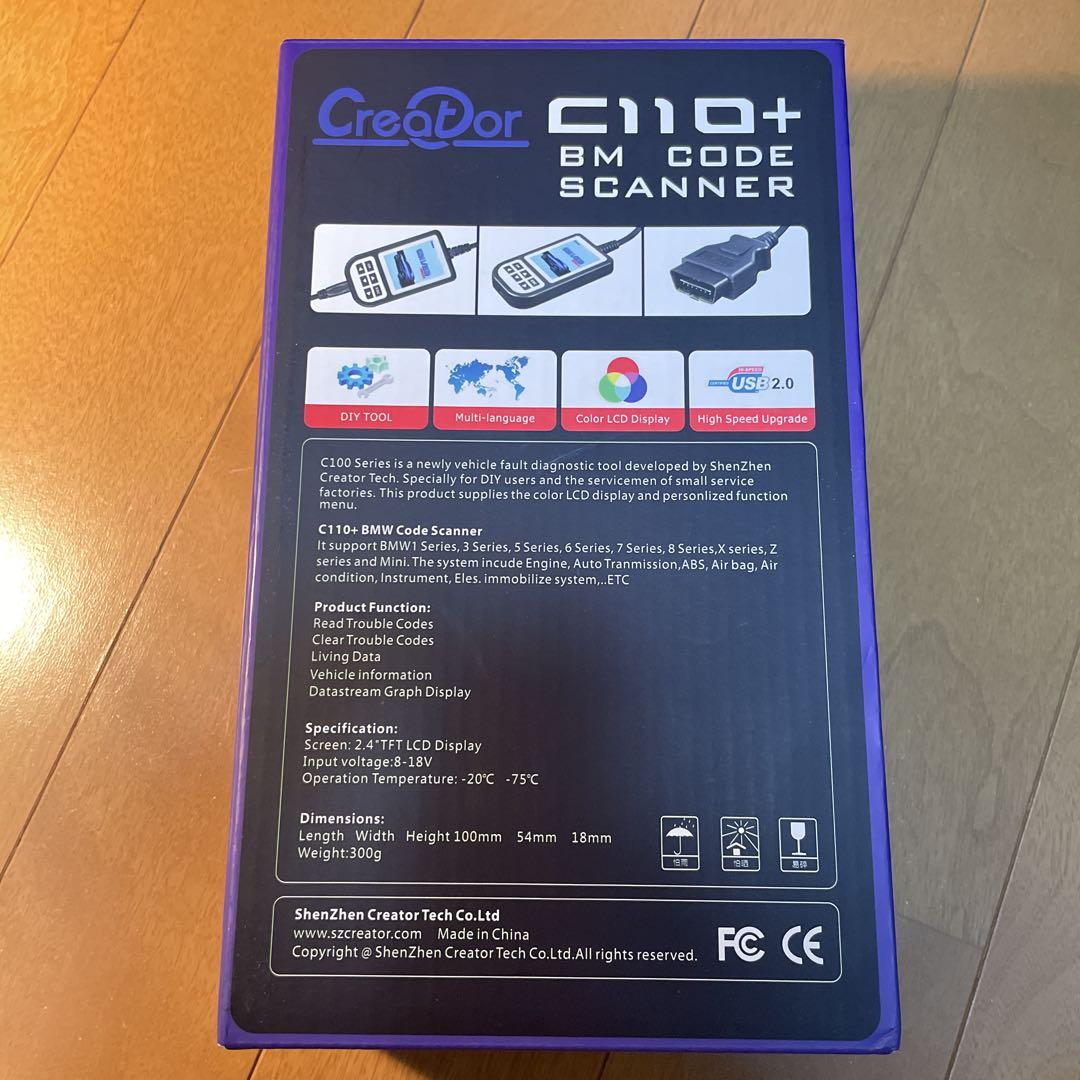 Creator C110+
BM CODE
SCANNER
DIY TOOL
Multi-language
Color LCD Display
HI-SPEED
CERTIFIED USB 2.0
High Speed Upgrade
C100 Series is a newly vehicle fault diagnostic tool developed by ShenZhen
Creator Tech. Specially for DIY users and the servicemen of small service
factories. This product supplies the color LCD display and personlized function
menu.
C110+ BMW Code Scanner
It support BMW1 Series, 3 Series, 5 Series, 6 Series, 7 Series, 8 Series,X series, Z
series and Mini. The system incude Engine, Auto Tranmission,ABS, Air bag, Air
condition, Instrument, Eles. immobilize system,..ETC
Product Function:
Read Trouble Codes
Clear Trouble Codes
Living Data
Vehicle information
Datastream Graph Display
Specification:
Screen: 2.4"TFT LCD Display
Input voltage:8-18V
Operation Temperature: -20℃ -75℃
Dimensions:
Length Width Height 100mm 54mm 18mm
Weight:300g
怕雨
怕晒
易碎
ShenZhen Creator Tech Co.Ltd
www.szcreator.com Made in China
Copyright @ ShenZhen Creator Tech Co.Ltd.All rights reserved.
FC CE